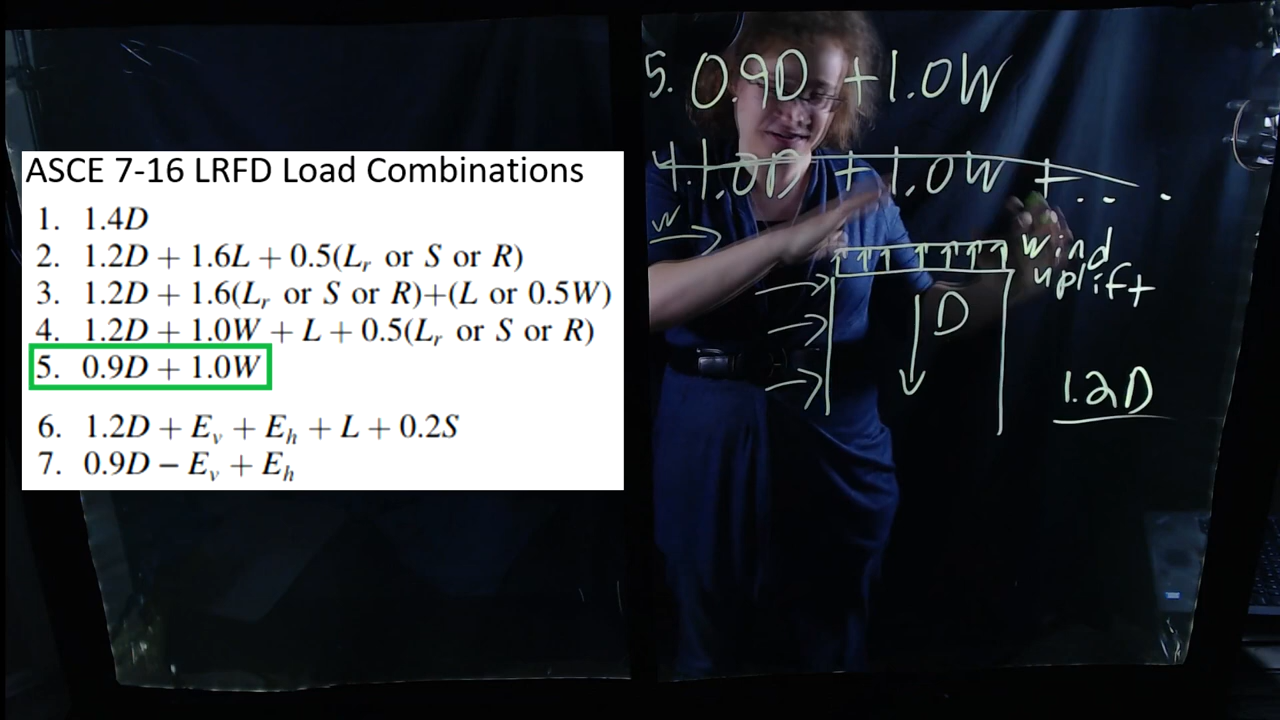 ASCE 7-16 LRFD Load Combinations
1. 1.4D
2. 1.2D + 1.6L + 0.5(Lᵣ or S or R)
3. 1.2D + 1.6(Lᵣ or S or R)+(L or 0.5W)
4. 1.2D + 1.0W + L + 0.5(Lᵣ or S or R)
5. 0.9D + 1.0W
6. 1.2D + Eᵥ + Eₕ + L + 0.2S
7. 0.9D − Eᵥ + Eₕ
5. 0.9D + 1.0W
4. 1.0D + 1.0W + ...
W
wind
uplift
D
1.2D